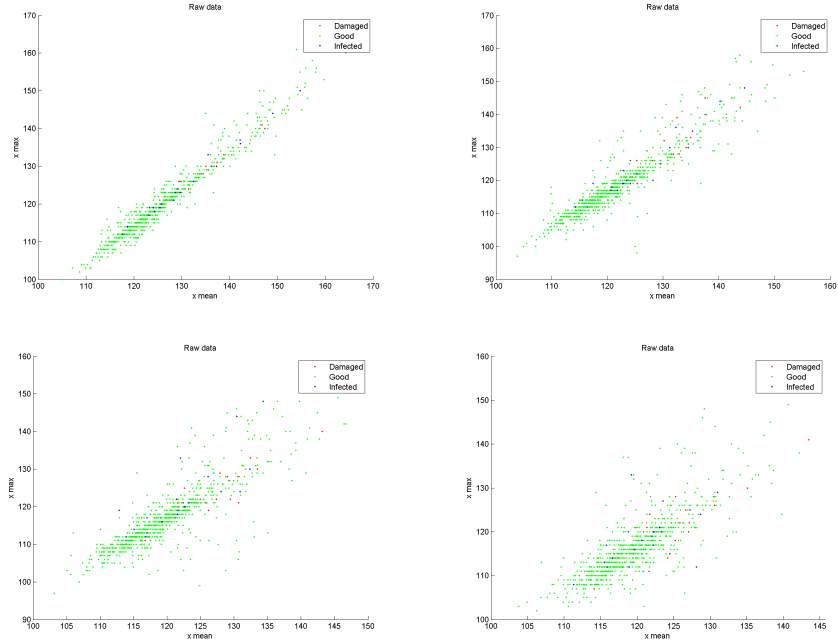 Raw data
170
160
150
140
130
120
110
100
x max
100 110 120 130 140 150 160 170
x mean
Damaged
Good
Infected
Raw data
170
160
150
140
130
120
110
100
90
x max
100 110 120 130 140 150 160
x mean
Damaged
Good
Infected
Raw data
160
150
140
130
120
110
100
90
x max
100 105 110 115 120 125 130 135 140 145 150
x mean
Damaged
Good
Infected
Raw data
160
150
140
130
120
110
100
x max
100 105 110 115 120 125 130 135 140 145
x mean
Damaged
Good
Infected